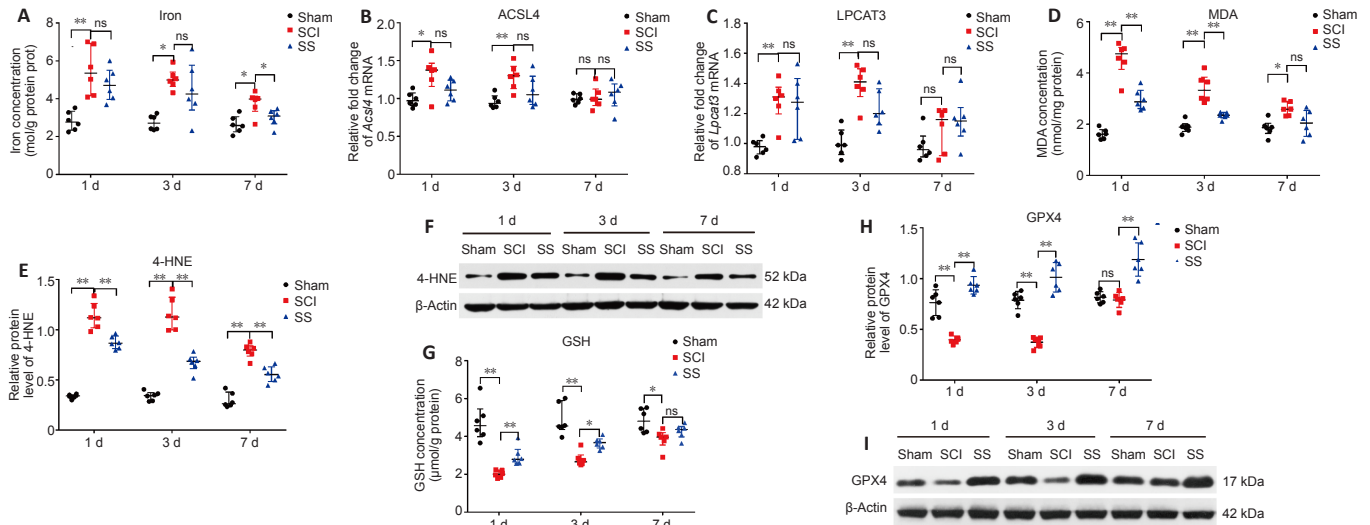 A
Iron
Sham
SCI
SS
** ns
* ns
* *
Iron concentration
(mol/g protein prot)
8
6
4
2
0
1 d 3 d 7 d
B
ACSL4
* ns
** ns
ns ns
Relative fold change
of Acsl4 mRNA
2.0
1.5
1.0
0.5
0.0
1 d 3 d 7 d
C
LPCAT3
** ns
** ns
ns ns
Relative fold change
of Lpcat3 mRNA
1.8
1.6
1.4
1.2
1.0
0.8
1 d 3 d 7 d
Sham
SCI
SS
D
MDA
Sham
SCI
SS
** **
** **
* ns
MDA concentration
(nmol/mg protein)
6
4
2
0
1 d 3 d 7 d
E
4-HNE
Sham
SCI
SS
** **
** **
** **
Relative protein
level of 4-HNE
1.5
1.0
0.5
0.0
1 d 3 d 7 d
F
1 d 3 d 7 d
Sham SCI SS Sham SCI SS Sham SCI SS
4-HNE 52 kDa
β-Actin 42 kDa
G
GSH
Sham
SCI
SS
** **
** *
* ns
GSH concentration
(μmol/g protein)
8
6
4
2
0
1 d 3 d 7 d
H
GPX4
Sham
SCI
SS
** **
** **
ns **
Relative protein
level of GPX4
1.5
1.0
0.5
0.0
1 d 3 d 7 d
I
1 d 3 d 7 d
Sham SCI SS Sham SCI SS Sham SCI SS
GPX4 17 kDa
β-Actin 42 kDa